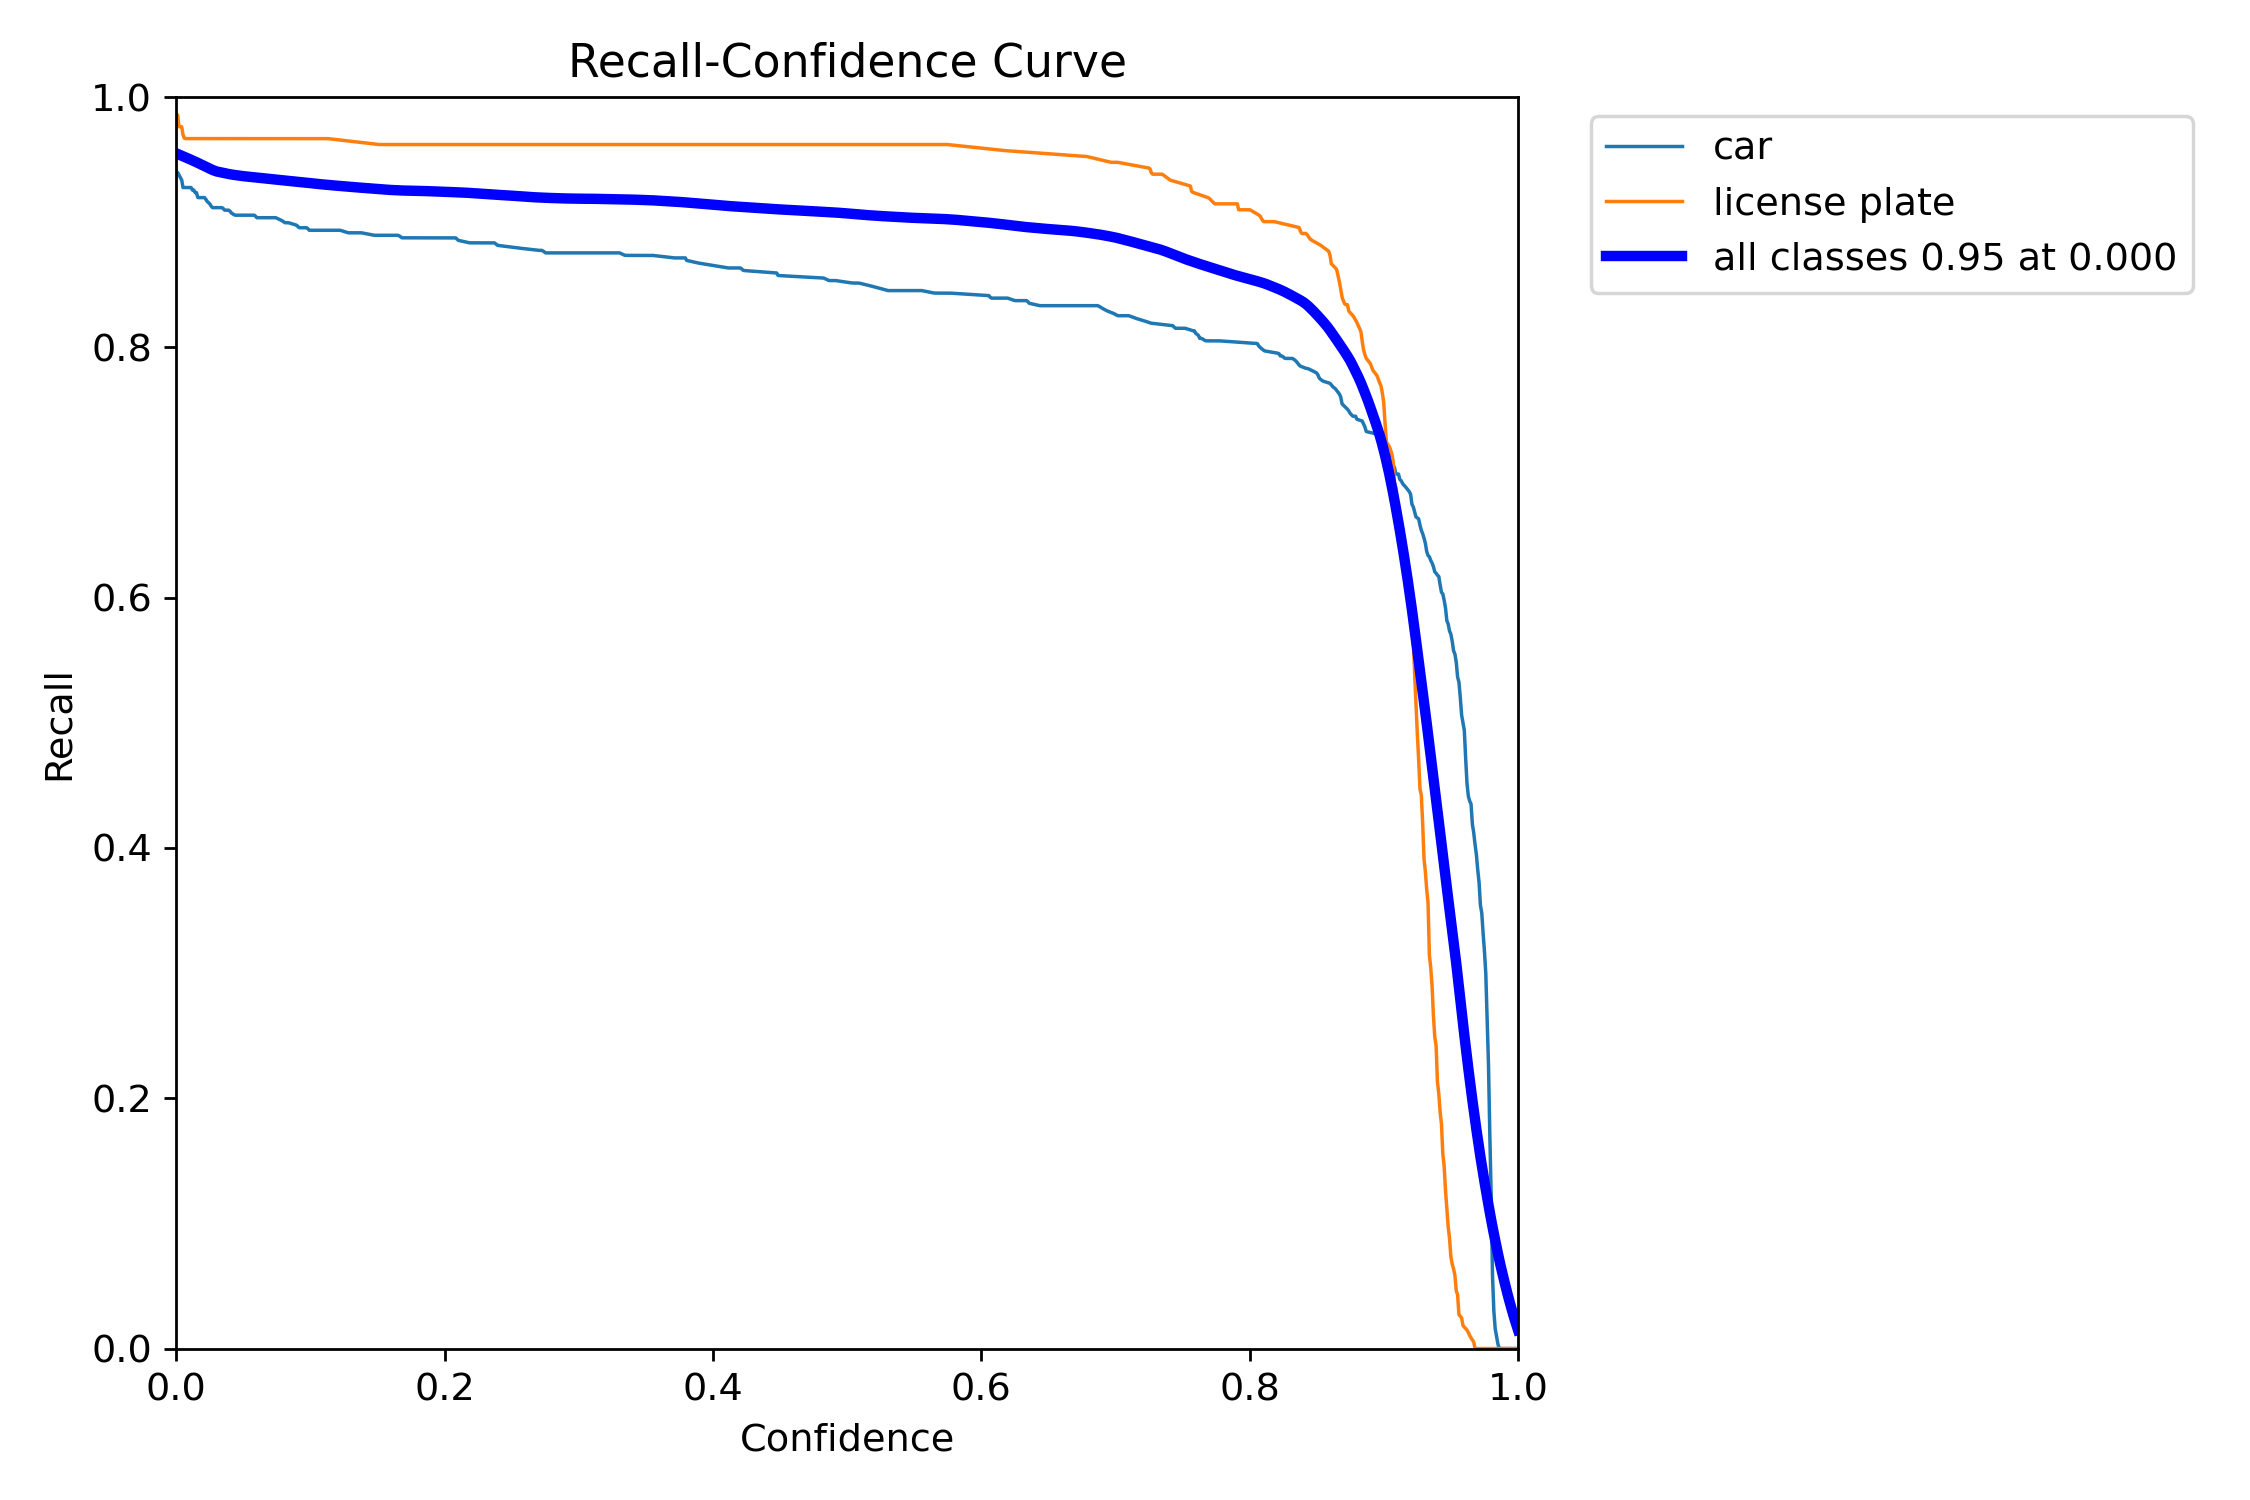 Recall-Confidence Curve
1.0
0.8
0.6
0.4
0.2
0.0
Recall
0.0 0.2 0.4 0.6 0.8 1.0
Confidence
car
license plate
all classes 0.95 at 0.000